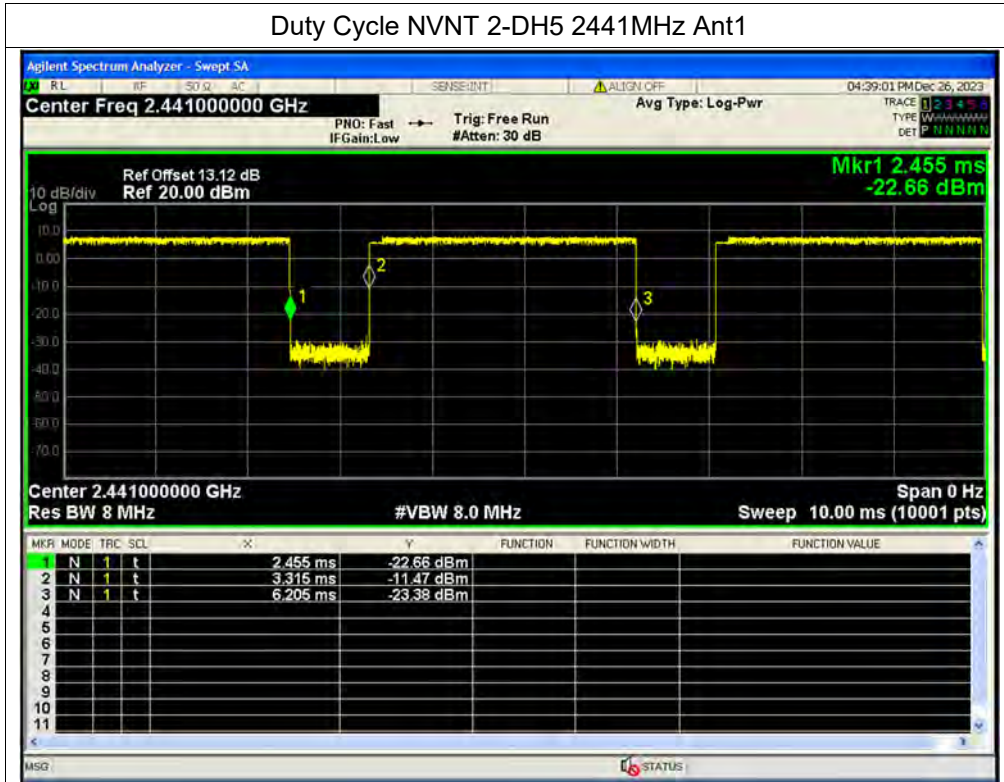 Duty Cycle NVNT 2-DH5 2441MHz Ant1
Agilent Spectrum Analyzer - Swept SA
RL RF 50 Ω AC SENSE:INT ALIGN OFF 04:39:01 PM Dec 26, 2023
Center Freq 2.441000000 GHz Avg Type: Log-Pwr TRACE 1 2 3 4 5 6
PNO: Fast Trig: Free Run TYPE
IFGain:Low #Atten: 30 dB DET P N N N N N
Mkr1 2.455 ms
-22.66 dBm
Ref Offset 13.12 dB
10 dB/div Ref 20.00 dBm
Log
10.0
0.00
-10.0
-20.0
-30.0
-40.0
-50.0
-60.0
-70.0
1
2
3
Center 2.441000000 GHz Span 0 Hz
Res BW 8 MHz #VBW 8.0 MHz Sweep 10.00 ms (10001 pts)
MKR MODE TRC SCL X Y FUNCTION FUNCTION WIDTH FUNCTION VALUE
1 N 1 t 2.455 ms -22.66 dBm
2 N 1 t 3.315 ms -11.47 dBm
3 N 1 t 6.205 ms -23.38 dBm
4
5
6
7
8
9
10
11
MSG STATUS